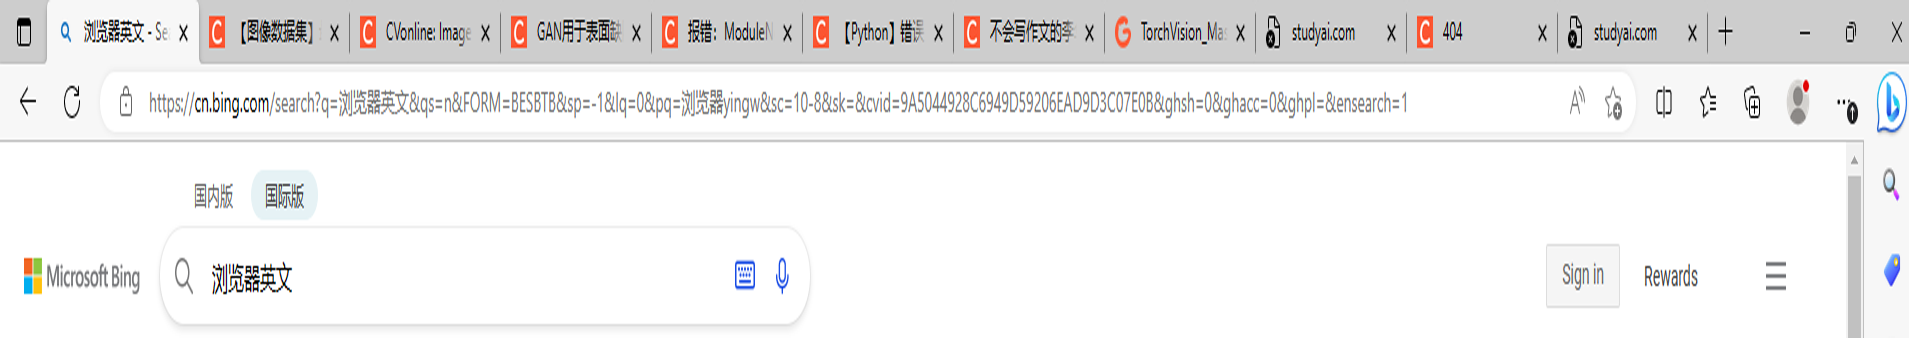 浏览器英文 - Se
【图像数据集】
CVonline: Image
GAN用于表面缺
报错：ModuleN
【Python】错误
不会写作文的李
TorchVision_Ma
studyai.com
404
studyai.com
https://cn.bing.com/search?q=浏览器英文&qs=n&FORM=BESBTB&sp=-1&lq=0&pq=浏览器yingw&sc=10-8&sk=&cvid=9A5044928C6949D59206EAD9D3C07E0B&ghsh=0&ghacc=0&ghpl=&ensearch=1
国内版 国际版
Microsoft Bing
浏览器英文
Sign in
Rewards